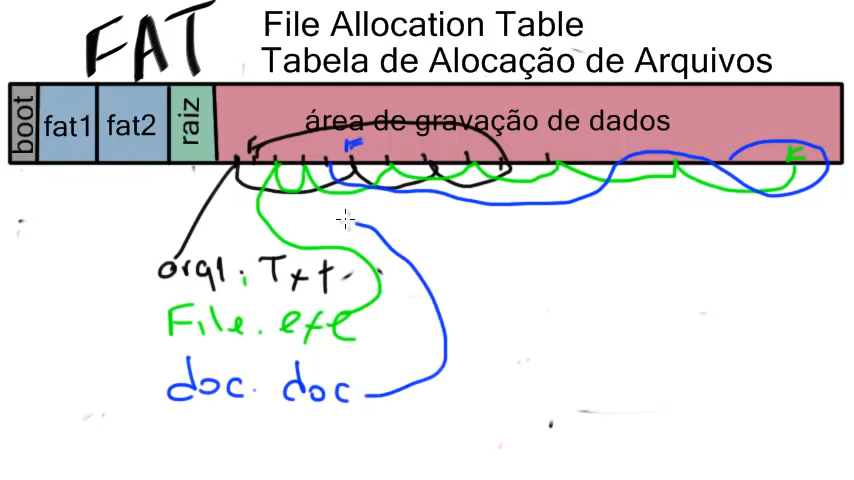 FAT
File Allocation Table
Tabela de Alocação de Arquivos
boot
fat1
fat2
raiz
área de gravação de dados
arq1.Txt.
File.exe
doc.doc